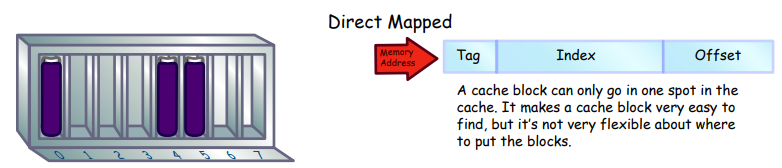 Direct Mapped
Memory
Address
Tag Index Offset
A cache block can only go in one spot in the
cache. It makes a cache block very easy to
find, but it's not very flexible about where
to put the blocks.
0 1 2 3 4 5 6 7